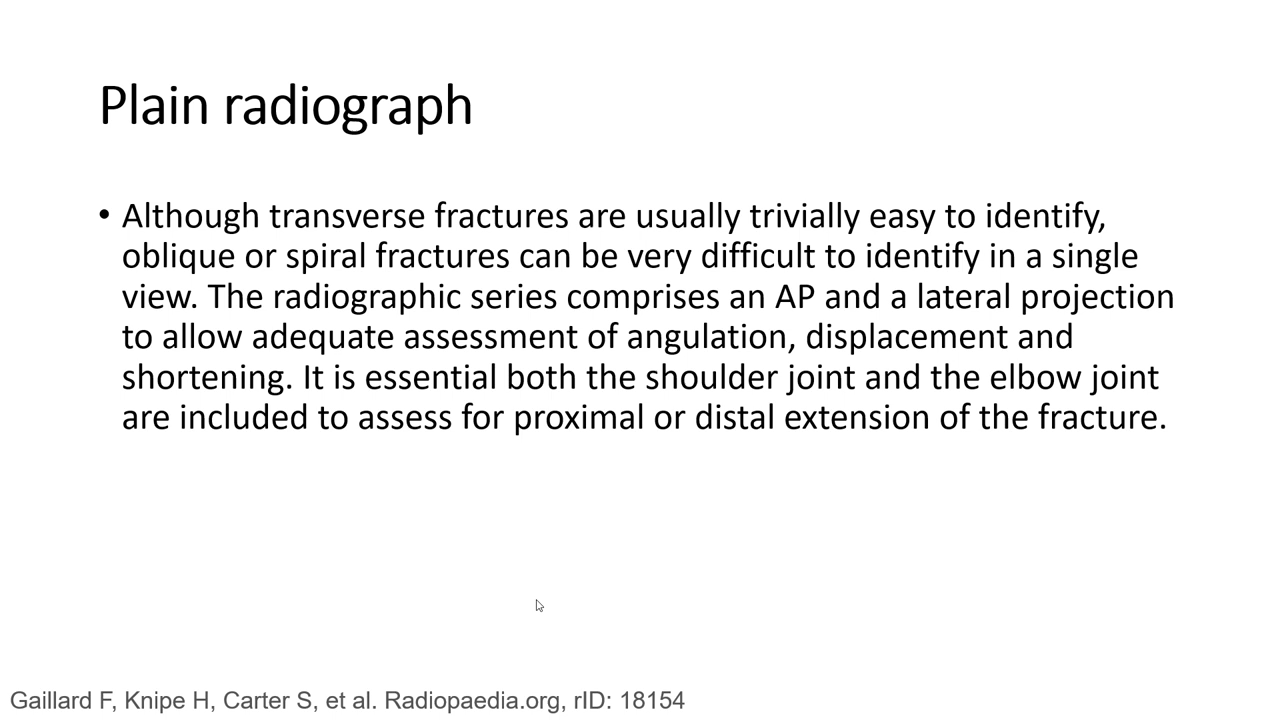 Plain radiograph
• Although transverse fractures are usually trivially easy to identify,
oblique or spiral fractures can be very difficult to identify in a single
view. The radiographic series comprises an AP and a lateral projection
to allow adequate assessment of angulation, displacement and
shortening. It is essential both the shoulder joint and the elbow joint
are included to assess for proximal or distal extension of the fracture.
Gaillard F, Knipe H, Carter S, et al. Radiopaedia.org, rID: 18154